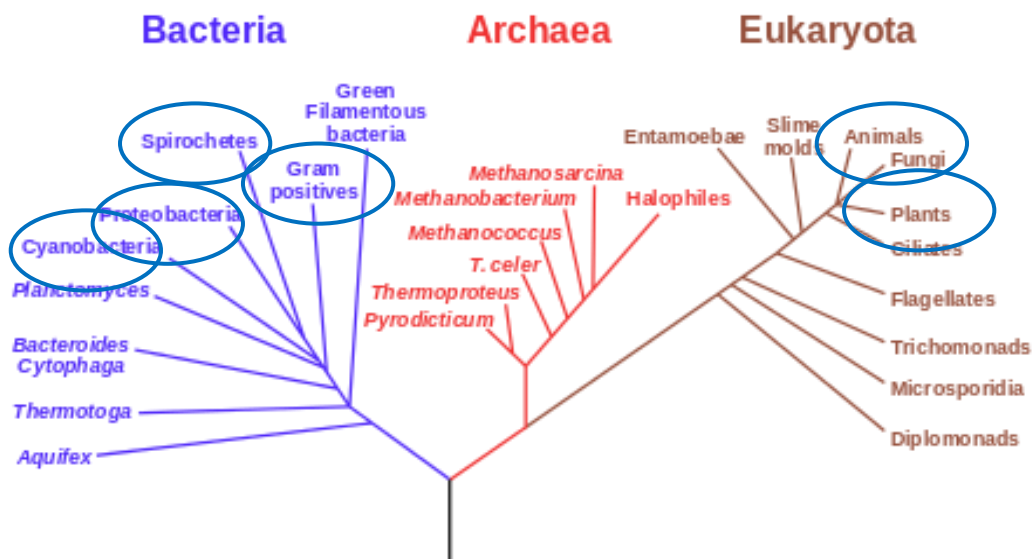 Bacteria
Archaea
Eukaryota
Green
Filamentous
bacteria
Spirochetes
Gram
positives
Proteobacteria
Cyanobacteria
Planctomyces
Bacteroides
Cytophaga
Thermotoga
Aquifex
Methanosarcina
Methanobacterium
Halophiles
Methanococcus
T. celer
Thermoproteus
Pyrodicticum
Entamoebae
Slime
molds
Animals
Fungi
Plants
Ciliates
Flagellates
Trichomonads
Microsporidia
Diplomonads